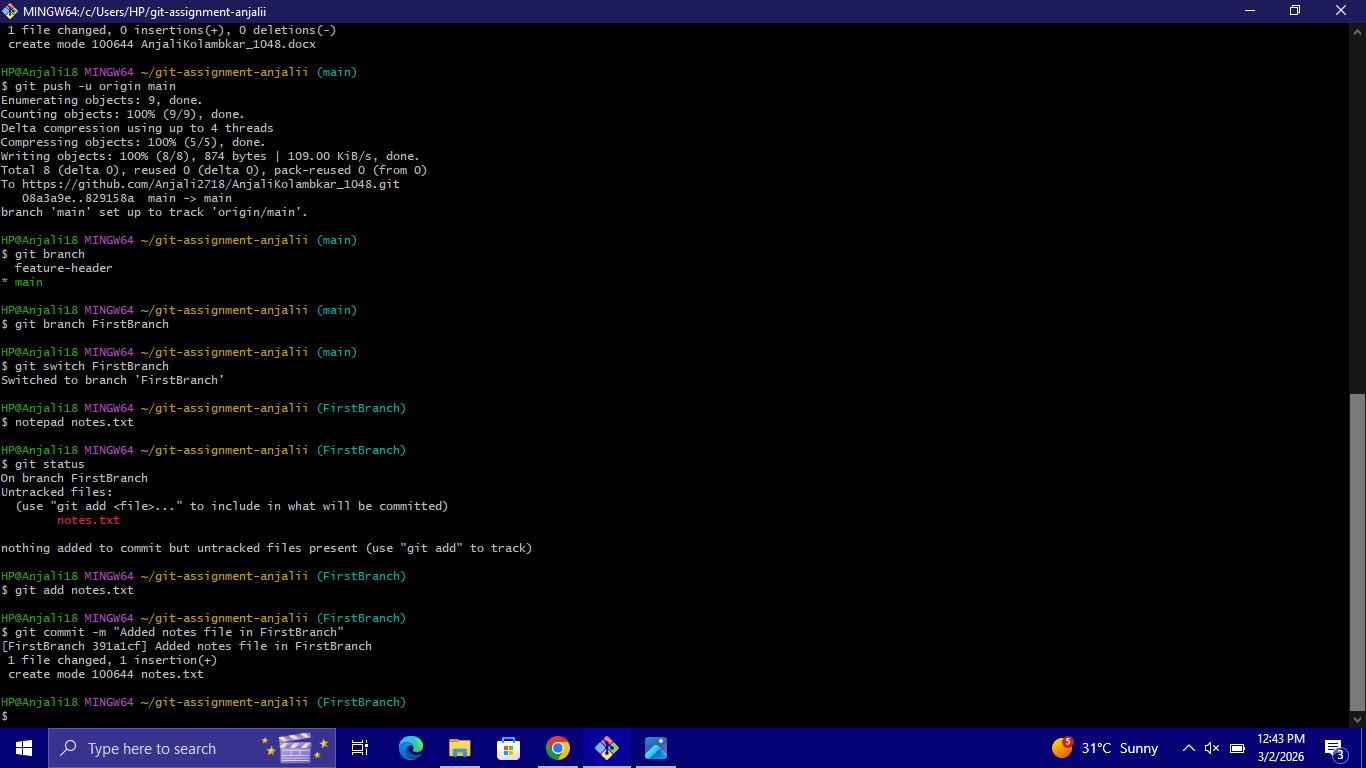 MINGW64:/c/Users/HP/git-assignment-anjalii
1 file changed, 0 insertions(+), 0 deletions(-)
create mode 100644 AnjaliKolambkar_1048.docx
HP@Anjali18 MINGW64 ~/git-assignment-anjalii (main)
$ git push -u origin main
Enumerating objects: 9, done.
Counting objects: 100% (9/9), done.
Delta compression using up to 4 threads
Compressing objects: 100% (5/5), done.
Writing objects: 100% (8/8), 874 bytes | 109.00 KiB/s, done.
Total 8 (delta 0), reused 0 (delta 0), pack-reused 0 (from 0)
To https://github.com/Anjali2718/AnjaliKolambkar_1048.git
08a3a9e..829158a  main -> main
branch 'main' set up to track 'origin/main'.
HP@Anjali18 MINGW64 ~/git-assignment-anjalii (main)
$ git branch
feature-header
* main
HP@Anjali18 MINGW64 ~/git-assignment-anjalii (main)
$ git branch FirstBranch
HP@Anjali18 MINGW64 ~/git-assignment-anjalii (main)
$ git switch FirstBranch
Switched to branch 'FirstBranch'
HP@Anjali18 MINGW64 ~/git-assignment-anjalii (FirstBranch)
$ notepad notes.txt
HP@Anjali18 MINGW64 ~/git-assignment-anjalii (FirstBranch)
$ git status
On branch FirstBranch
Untracked files:
(use "git add <file>..." to include in what will be committed)
notes.txt
nothing added to commit but untracked files present (use "git add" to track)
HP@Anjali18 MINGW64 ~/git-assignment-anjalii (FirstBranch)
$ git add notes.txt
HP@Anjali18 MINGW64 ~/git-assignment-anjalii (FirstBranch)
$ git commit -m "Added notes file in FirstBranch"
[FirstBranch 391a1cf] Added notes file in FirstBranch
1 file changed, 1 insertion(+)
create mode 100644 notes.txt
HP@Anjali18 MINGW64 ~/git-assignment-anjalii (FirstBranch)
$
Type here to search
5
31°C Sunny
12:43 PM
3/2/2026
3